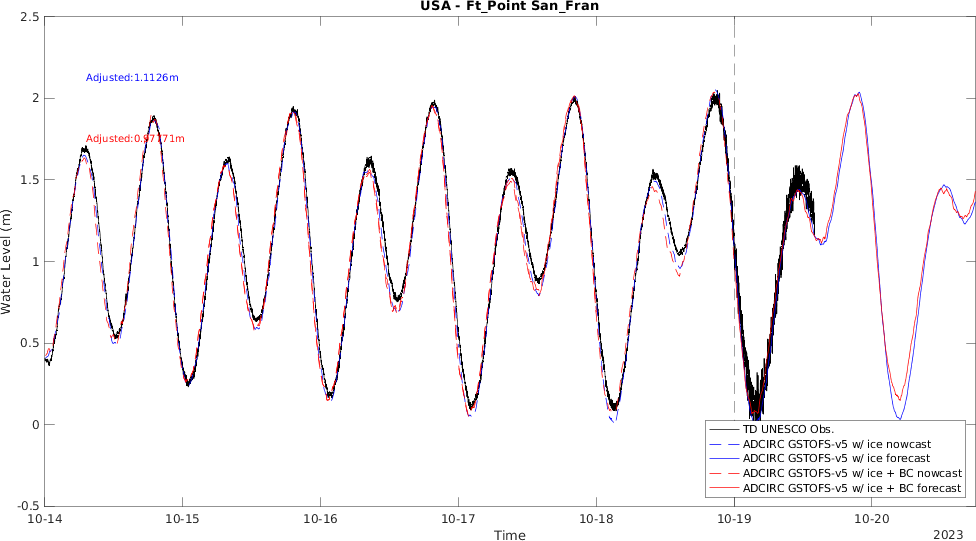 USA - Ft_Point San_Fran
2.5
Adjusted:1.1126m
2
Adjusted:0.97771m
1.5
Water Level (m)
1
0.5
0
TD UNESCO Obs.
ADCIRC GSTOFS-v5 w/ ice nowcast
ADCIRC GSTOFS-v5 w/ ice forecast
ADCIRC GSTOFS-v5 w/ ice + BC nowcast
ADCIRC GSTOFS-v5 w/ ice + BC forecast
-0.5
10-14 10-15 10-16 10-17 10-18 10-19 10-20
Time
2023